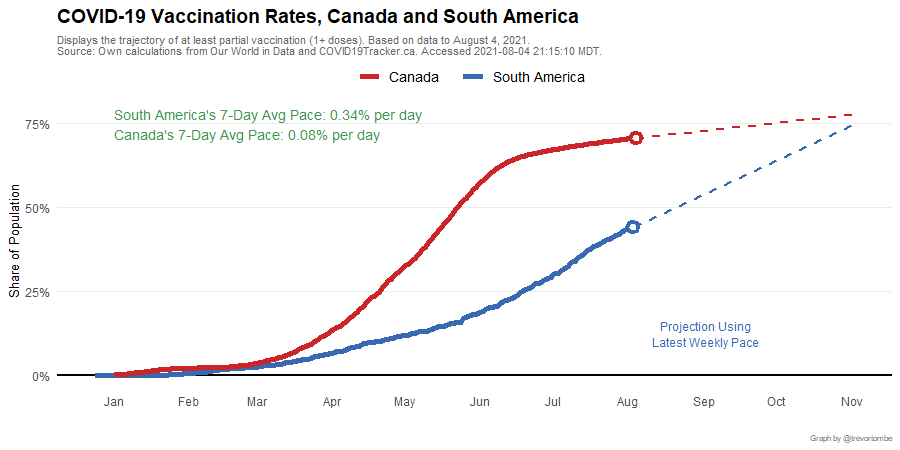 COVID-19 Vaccination Rates, Canada and South America
Displays the trajectory of at least partial vaccination (1+ doses). Based on data to August 4, 2021.
Source: Own calculations from Our World in Data and COVID19Tracker.ca. Accessed 2021-08-04 21:15:10 MDT.
Canada South America
South America's 7-Day Avg Pace: 0.34% per day
Canada's 7-Day Avg Pace: 0.08% per day
75%
50%
25%
0%
Share of Population
Projection Using
Latest Weekly Pace
Jan Feb Mar Apr May Jun Jul Aug Sep Oct Nov
Graph by @trevortombe